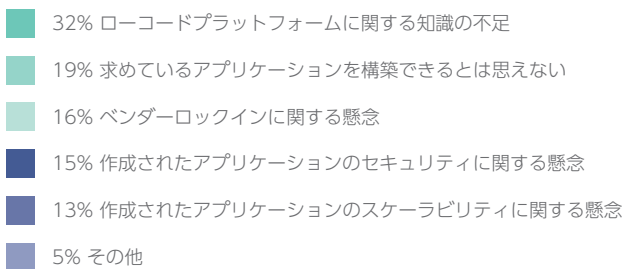 32% ローコードプラットフォームに関する知識の不足
19% 求めているアプリケーションを構築できるとは思えない
16% ベンダーロックインに関する懸念
15% 作成されたアプリケーションのセキュリティに関する懸念
13% 作成されたアプリケーションのスケーラビリティに関する懸念
5% その他